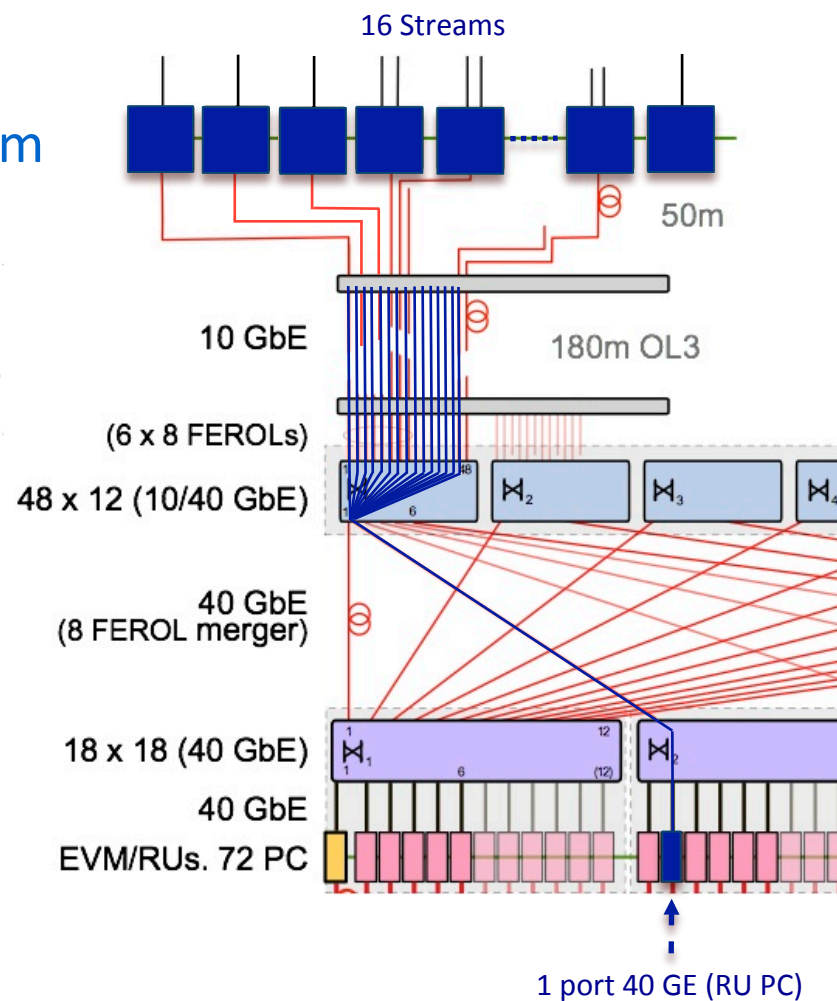 16 Streams
m
50m
10 GbE
180m OL3
(6 x 8 FEROLs)
48 x 12 (10/40 GbE)
1 48
1 6
2
3
4
40 GbE
(8 FEROL merger)
18 x 18 (40 GbE)
1 12
1
1 6 (12)
2
40 GbE
EVM/RUs. 72 PC
1 port 40 GE (RU PC)